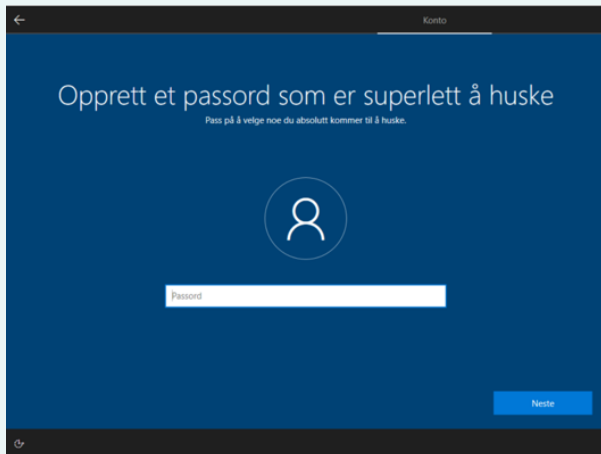 Konto
Opprett et passord som er superlett å huske
Pass på å velge noe du absolutt kommer til å huske.
Passord
Neste